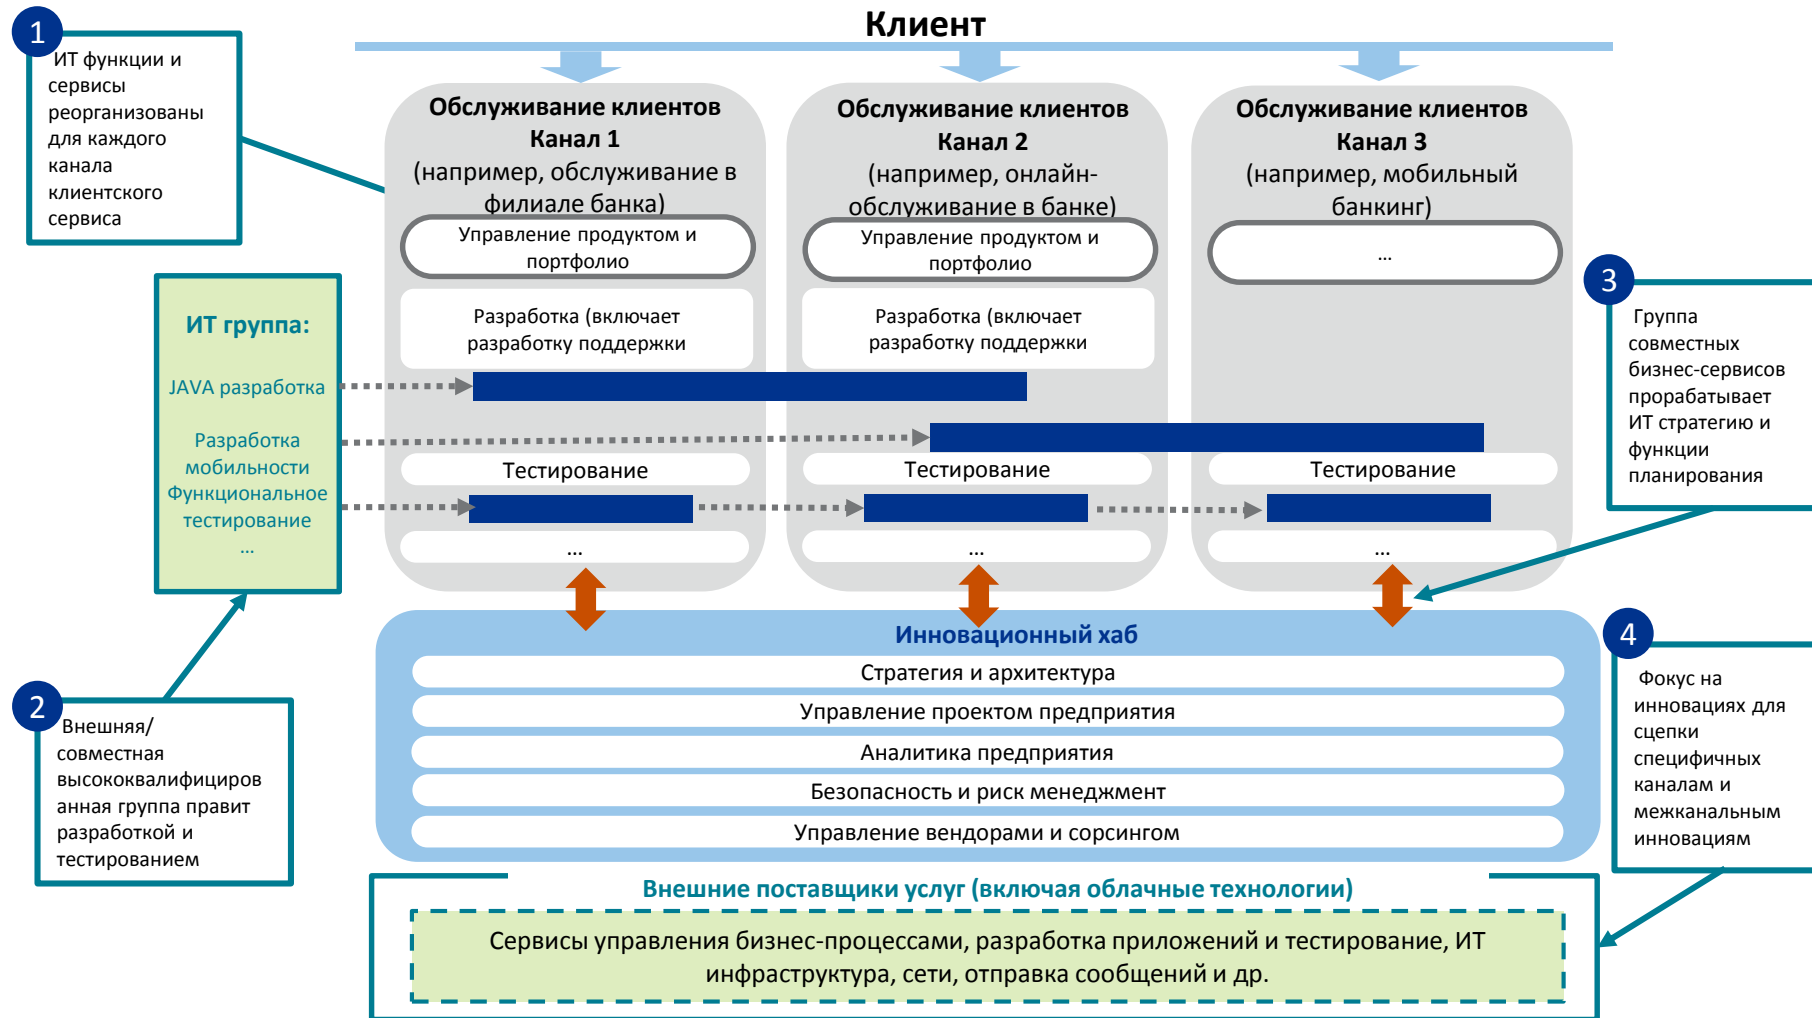 Клиент
1
ИТ функции и
сервисы
реорганизованы
для каждого
канала
клиентского
сервиса
Обслуживание клиентов
Канал 1
(например, обслуживание в
филиале банка)
Управление продуктом и
портфолио
Разработка (включает
разработку поддержки
Тестирование
...
Обслуживание клиентов
Канал 2
(например, онлайн-
обслуживание в банке)
Управление продуктом и
портфолио
Разработка (включает
разработку поддержки
Тестирование
...
Обслуживание клиентов
Канал 3
(например, мобильный
банкинг)
...
Тестирование
...
ИТ группа:
JAVA разработка
Разработка
мобильности
Функциональное
тестирование
...
2
Внешняя/
совместная
высококвалифициров
анная группа правит
разработкой и
тестированием
3
Группа
совместных
бизнес-сервисов
прорабатывает
ИТ стратегию и
функции
планирования
Инновационный хаб
Стратегия и архитектура
Управление проектом предприятия
Аналитика предприятия
Безопасность и риск менеджмент
Управление вендорами и сорсингом
4
Фокус на
инновациях для
сцепки
специфичных
каналам и
межканальным
инновациям
Внешние поставщики услуг (включая облачные технологии)
Сервисы управления бизнес-процессами, разработка приложений и тестирование, ИТ
инфраструктура, сети, отправка сообщений и др.